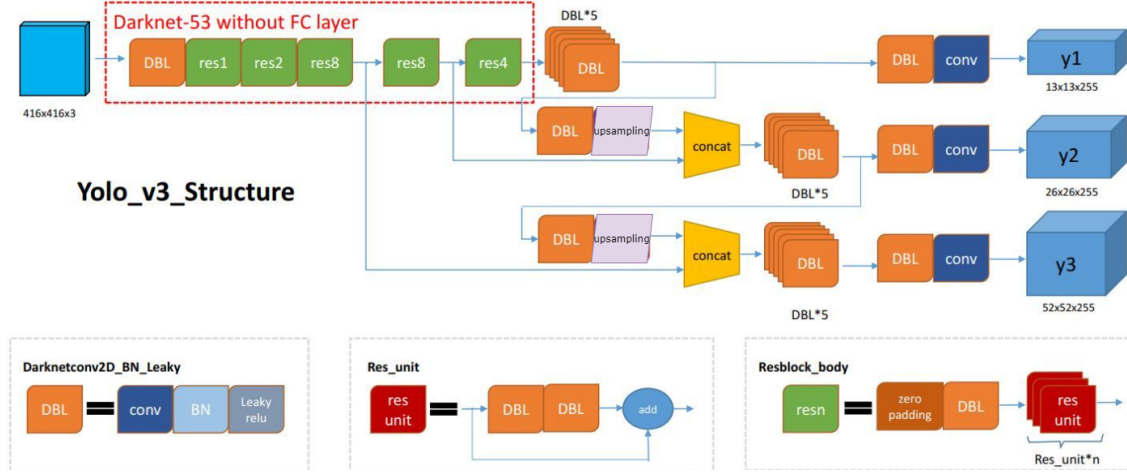 Darknet-53 without FC layer
DBL*5
DBL
res1
res2
res8
res8
res4
DBL
DBL
conv
y1
416x416x3
13x13x255
DBL
upsampling
concat
DBL
DBL
conv
y2
DBL*5
26x26x255
Yolo_v3_Structure
DBL
upsampling
concat
DBL
DBL
conv
y3
DBL*5
52x52x255
Darknetconv2D_BN_Leaky
DBL
=
conv
BN
Leaky
relu
Res_unit
res
unit
=
DBL
DBL
add
Resblock_body
resn
=
zero
padding
DBL
res
unit
Res_unit*n